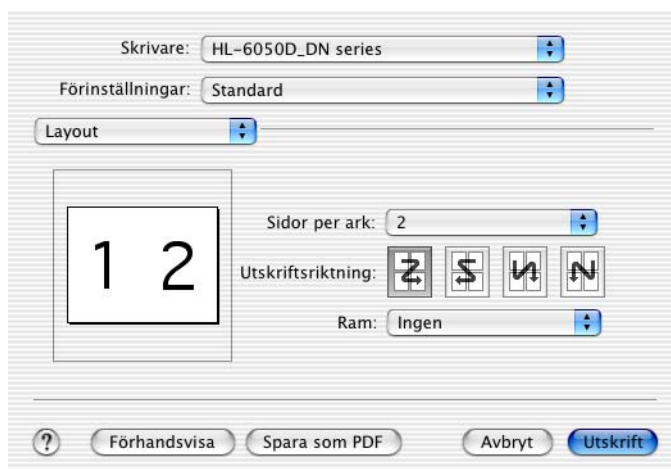 Skrivare: HL-6050D_DN series
Förinställningar: Standard
Layout
1 2
Sidor per ark: 2
Utskriftsriktning:
Ram: Ingen
? Förhandsvisa Spara som PDF Avbryt Utskrift